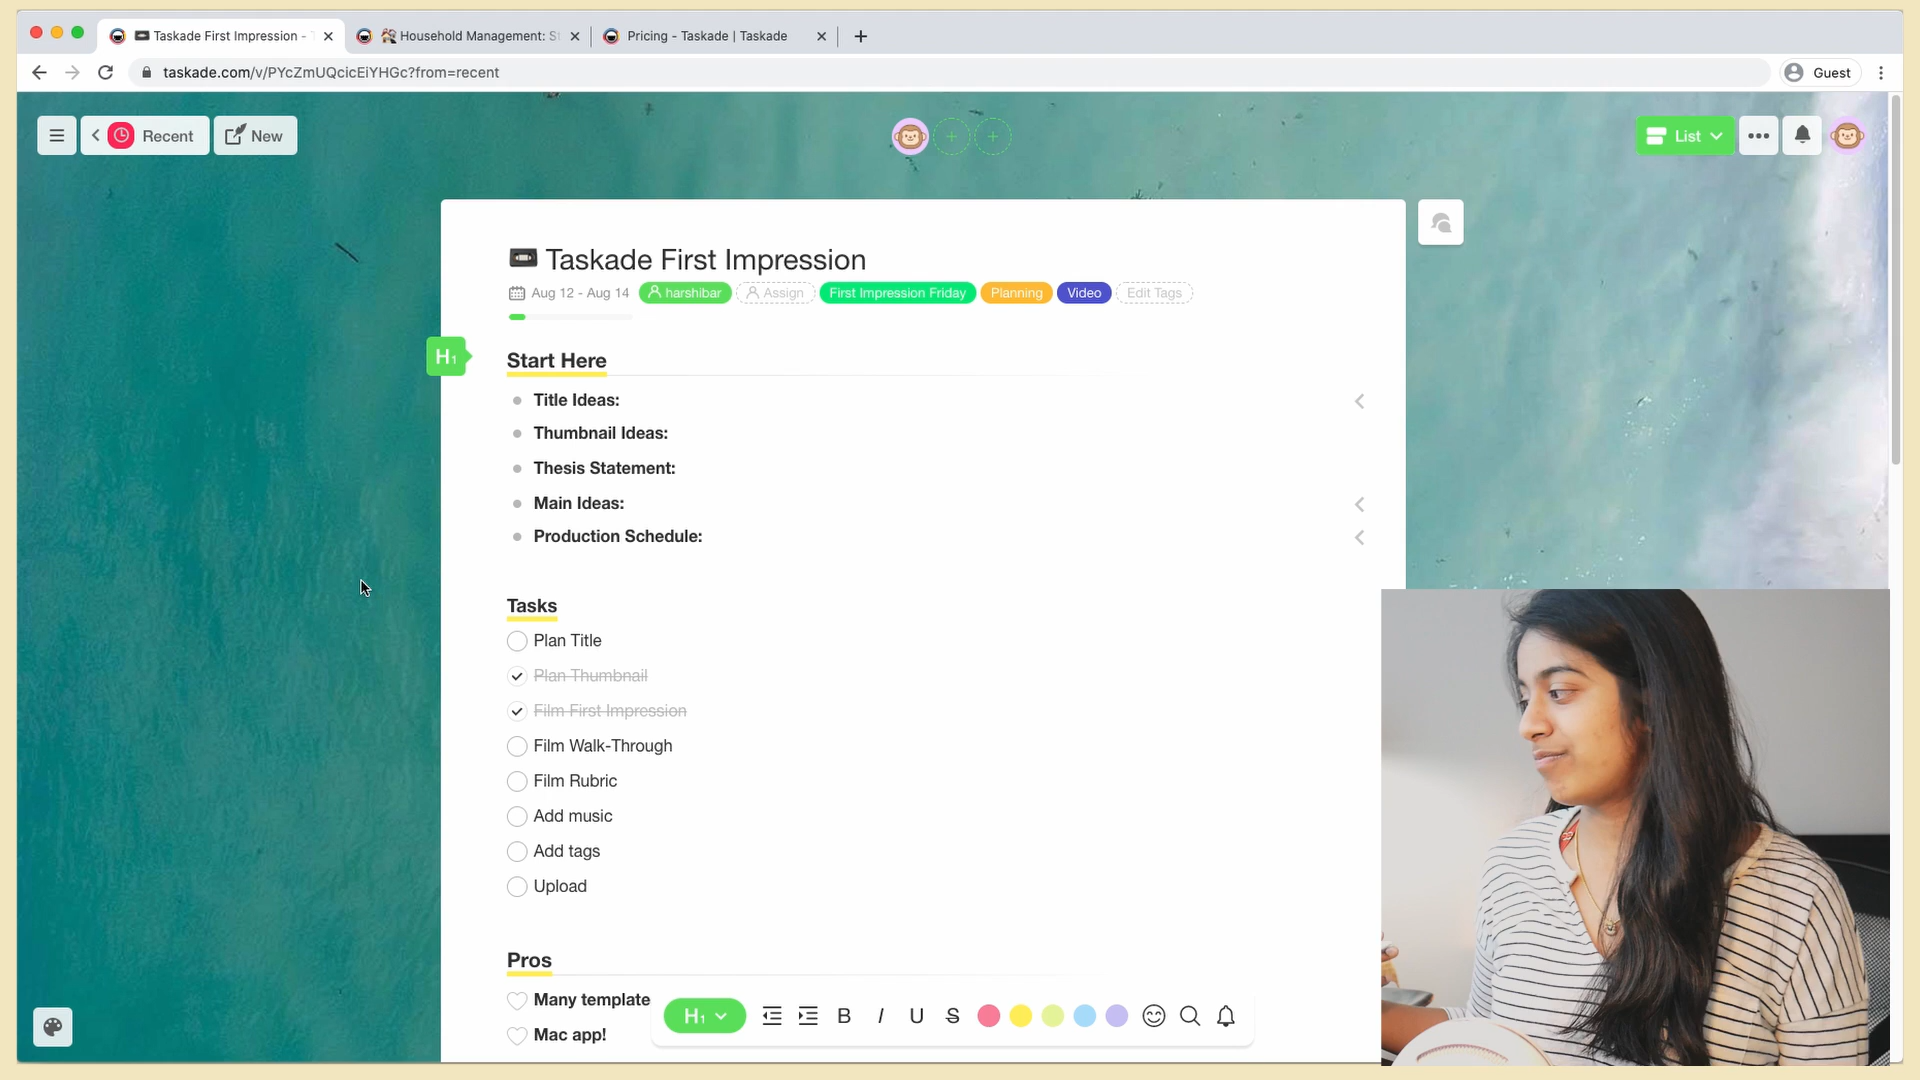 Taskade First Impression -
Household Management: S
Pricing - Taskade | Taskade
taskade.com/v/PYcZmUQcicEiYHGc?from=recent
Guest
Recent
New
List
Taskade First Impression
Aug 12 - Aug 14
harshibar
Assign
First Impression Friday
Planning
Video
Edit Tags
H1
Start Here
Title Ideas:
Thumbnail Ideas:
Thesis Statement:
Main Ideas:
Production Schedule:
Tasks
Plan Title
Plan Thumbnail
Film First Impression
Film Walk-Through
Film Rubric
Add music
Add tags
Upload
Pros
Many template
Mac app!
H1
B
I
U
S